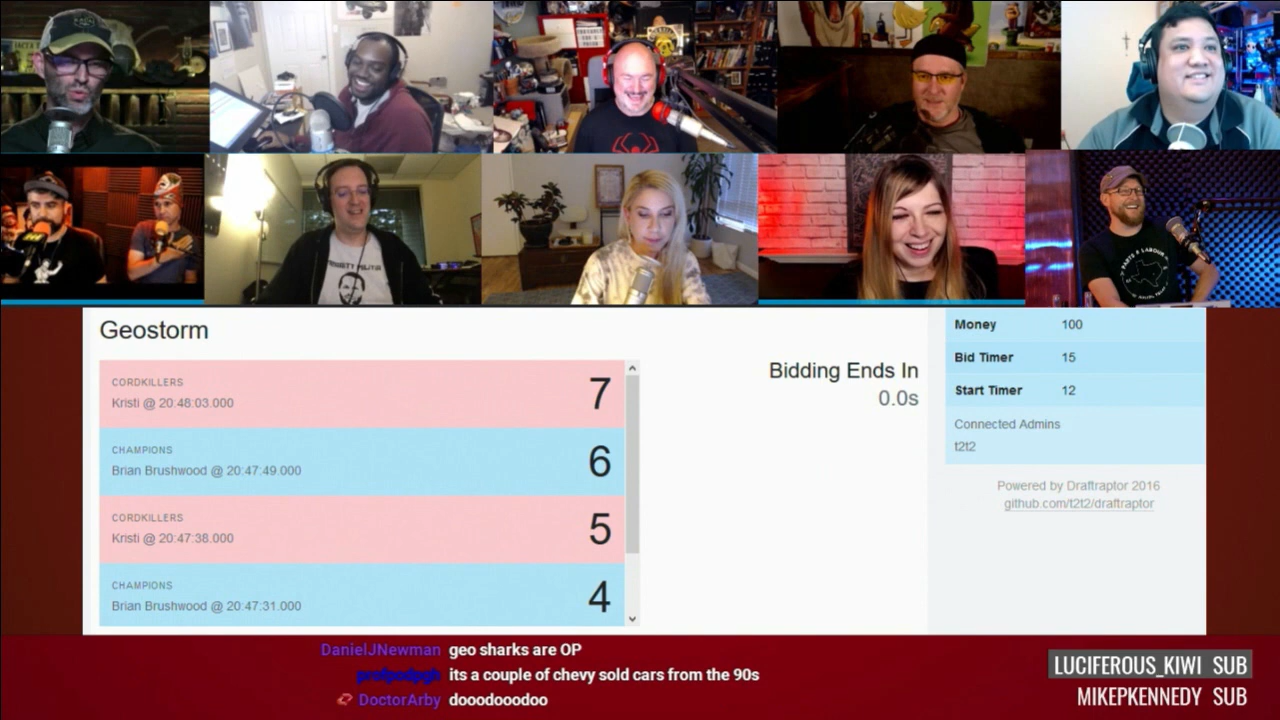 Geostorm
CORDKILLERS
Kristi @ 20:48:03.000
7
CHAMPIONS
Brian Brushwood @ 20:47:49.000
6
CORDKILLERS
Kristi @ 20:47:38.000
5
CHAMPIONS
Brian Brushwood @ 20:47:31.000
4
Bidding Ends In
0.0s
Money 100
Bid Timer 15
Start Timer 12
Connected Admins
t2t2
Powered by Draftraptor 2016
github.com/t2t2/draftraptor
DanielJNewman geo sharks are OP
its a couple of chevy sold cars from the 90s
DoctorArby dooodooodoo
LUCIFEROUS_KIWI SUB
MIKEPKENNEDY SUB